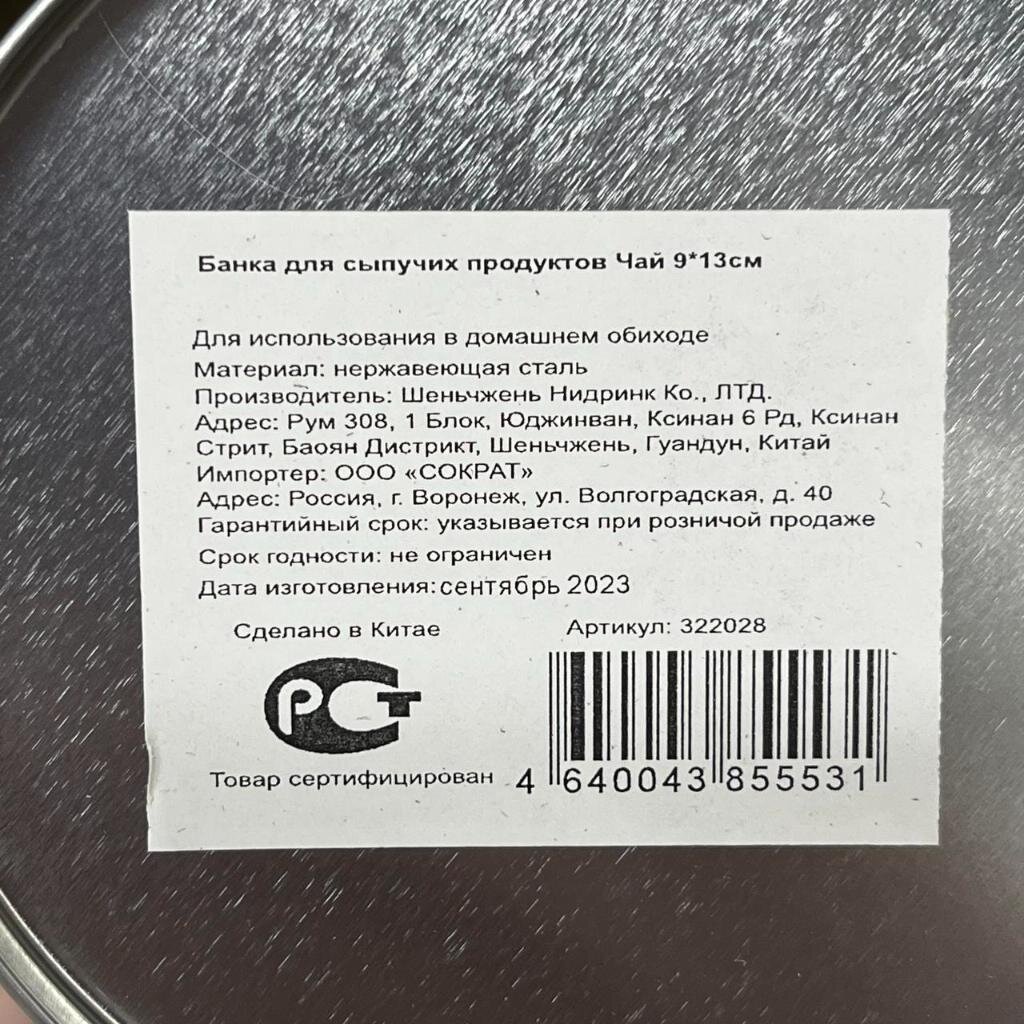 Банка для сыпучих продуктов Чай 9*13см
Для использования в домашнем обиходе
Материал: нержавеющая сталь
Производитель: Шеньчжень Нидринк Ко., ЛТД.
Адрес: Рум 308, 1 Блок, Юджинван, Ксинан 6 Рд, Ксинан
Стрит, Баоян Дистрикт, Шеньчжень, Гуандун, Китай
Импортер: ООО «СОКРАТ»
Адрес: Россия, г. Воронеж, ул. Волгоградская, д. 40
Гарантийный срок: указывается при розничой продаже
Срок годности: не ограничен
Дата изготовления: сентябрь 2023
Сделано в Китае
Артикул: 322028
РСТ
Товар сертифицирован
4 640043 855531